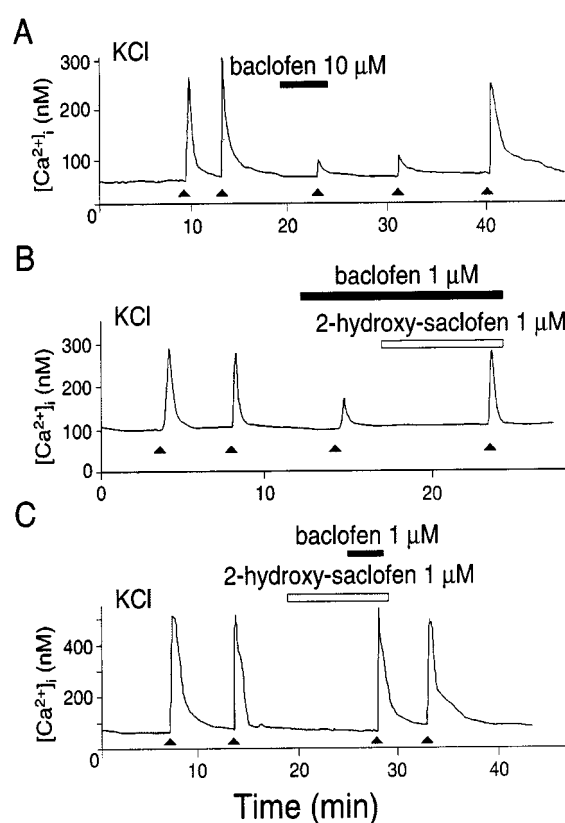 A
KCl
baclofen 10 μM
[Ca²⁺]ᵢ (nM)
300
200
100
0
10
20
30
40
B
baclofen 1 μM
KCl
2-hydroxy-saclofen 1 μM
[Ca²⁺]ᵢ (nM)
300
200
100
0
0
10
20
C
baclofen 1 μM
2-hydroxy-saclofen 1 μM
KCl
[Ca²⁺]ᵢ (nM)
400
200
0
10
20
30
40
Time (min)